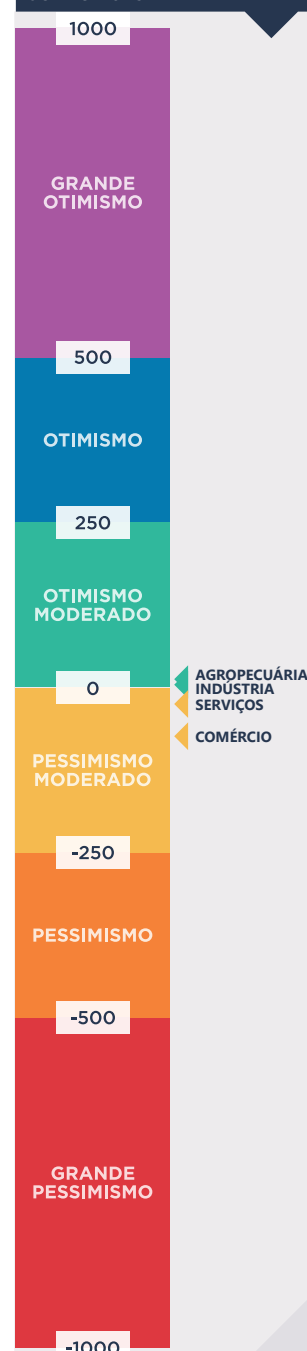 1000
GRANDE
OTIMISMO
500
OTIMISMO
250
OTIMISMO
MODERADO
AGROPECUÁRIA
INDÚSTRIA
0
SERVIÇOS
COMÉRCIO
PESSIMISMO
MODERADO
-250
PESSIMISMO
-500
GRANDE
PESSIMISMO
-1000